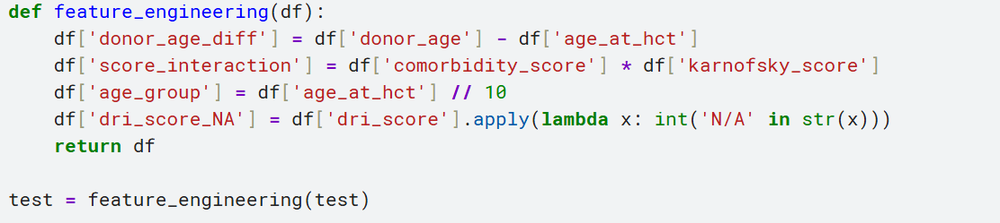 def feature_engineering(df):
    df['donor_age_diff'] = df['donor_age'] - df['age_at_hct']
    df['score_interaction'] = df['comorbidity_score'] * df['karnofsky_score']
    df['age_group'] = df['age_at_hct'] // 10
    df['dri_score_NA'] = df['dri_score'].apply(lambda x: int('N/A' in str(x)))
    return df

test = feature_engineering(test)